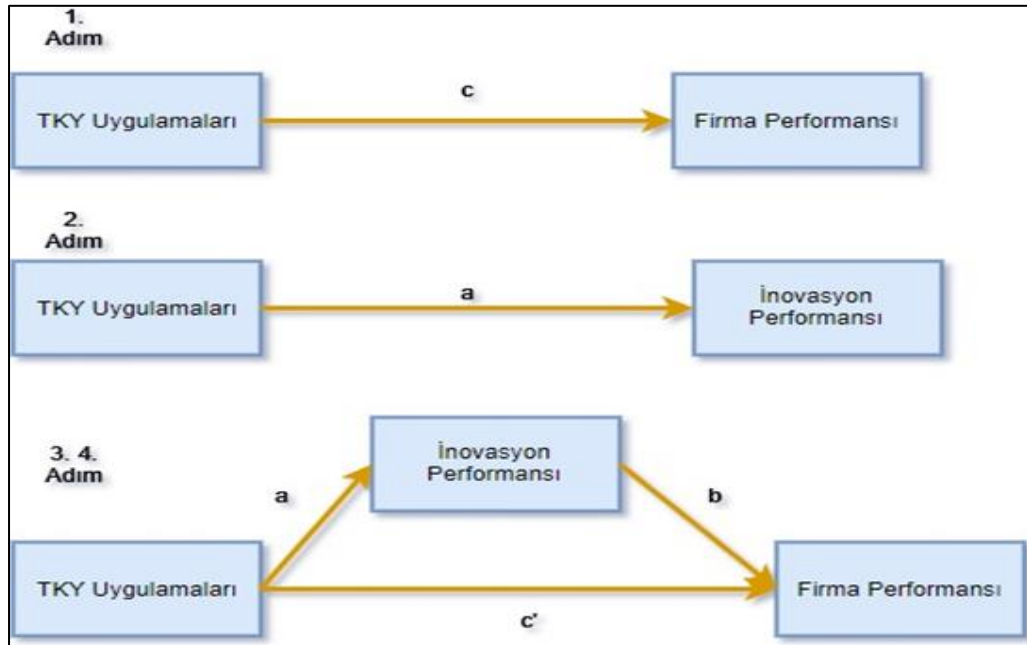 1.
Adım
TKY Uygulamaları
c
Firma Performansı
2.
Adım
TKY Uygulamaları
a
İnovasyon
Performansı
3. 4.
Adım
İnovasyon
Performansı
a
b
TKY Uygulamaları
c'
Firma Performansı